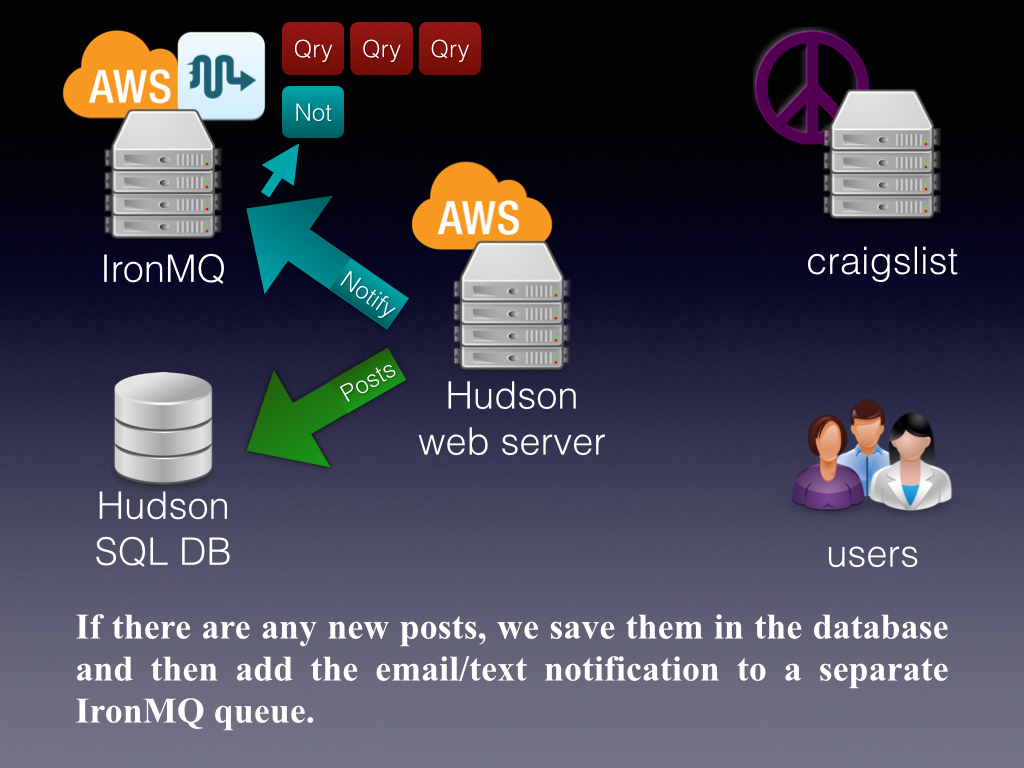 AWS
Qry Qry Qry
Not
IronMQ
Notify
AWS
craigslist
Posts
Hudson
web server
Hudson
SQL DB
users
If there are any new posts, we save them in the database
and then add the email/text notification to a separate
IronMQ queue.